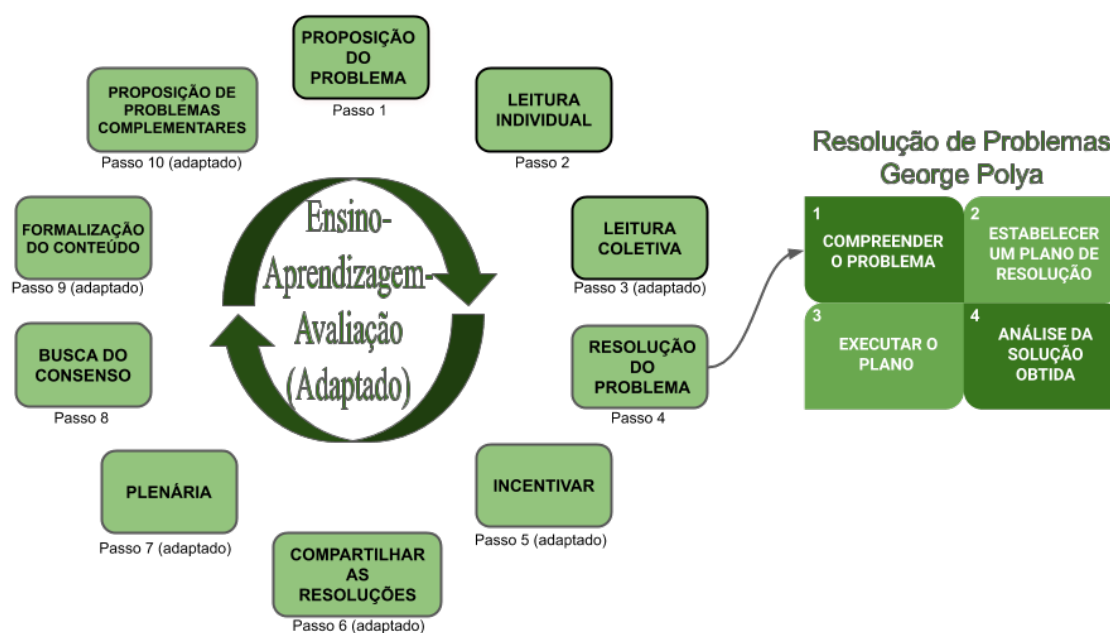 PROPOSIÇÃO
DO
PROBLEMA
Passo 1
LEITURA
INDIVIDUAL
Passo 2
LEITURA
COLETIVA
Passo 3 (adaptado)
RESOLUÇÃO
DO
PROBLEMA
Passo 4
INCENTIVAR
Passo 5 (adaptado)
COMPARTILHAR
AS
RESOLUÇÕES
Passo 6 (adaptado)
PLENÁRIA
Passo 7 (adaptado)
BUSCA DO
CONSENSO
Passo 8
FORMALIZAÇÃO
DO CONTEÚDO
Passo 9 (adaptado)
PROPOSIÇÃO DE
PROBLEMAS
COMPLEMENTARES
Passo 10 (adaptado)
Ensino-
Aprendizagem-
Avaliação
(Adaptado)
Resolução de Problemas
George Polya
1
COMPREENDER
O PROBLEMA
2
ESTABELECER
UM PLANO DE
RESOLUÇÃO
3
EXECUTAR O
PLANO
4
ANÁLISE DA
SOLUÇÃO
OBTIDA